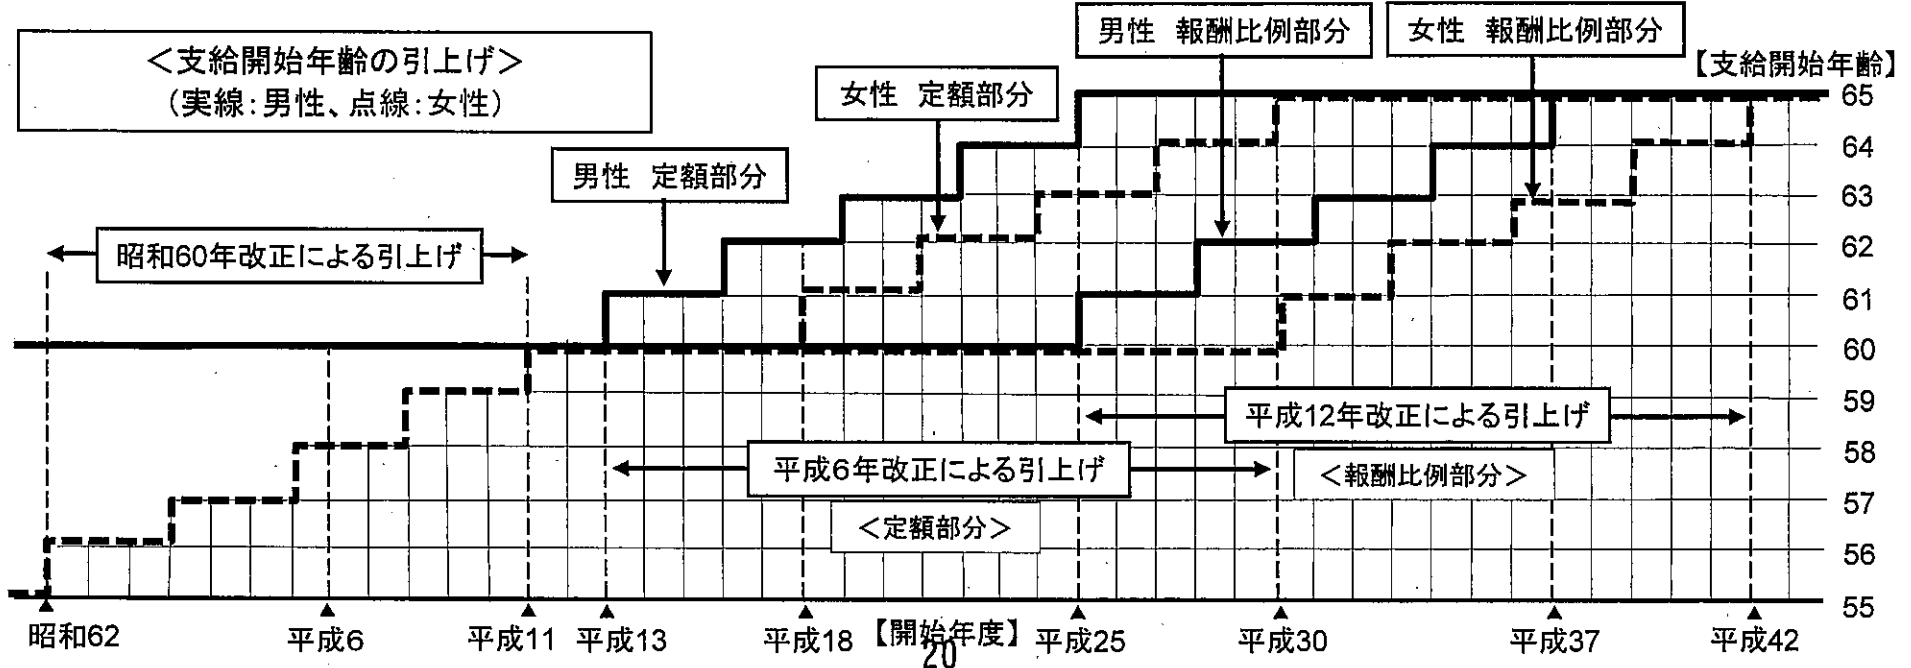 ＜支給開始年齢の引上げ＞
（実線：男性、点線：女性）
男性 報酬比例部分
女性 報酬比例部分
【支給開始年齢】
女性 定額部分
男性 定額部分
昭和60年改正による引上げ
65
64
63
62
61
60
59
58
57
56
55
平成12年改正による引上げ
平成6年改正による引上げ
＜報酬比例部分＞
＜定額部分＞
昭和62
平成6
平成11
平成13
平成18
【開始年度】
平成25
平成30
平成37
平成42
20